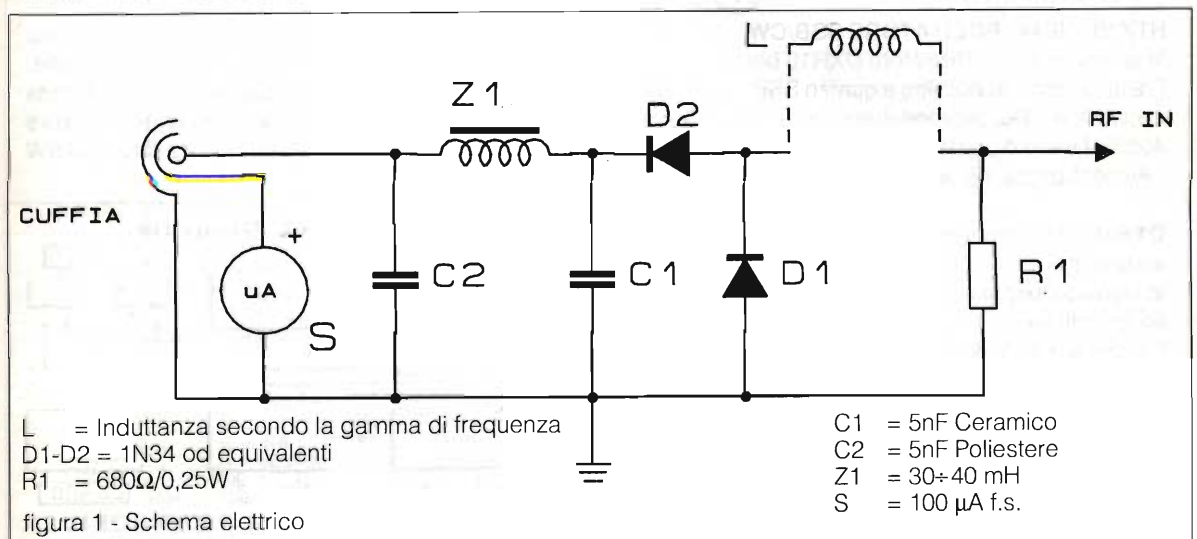 L
Z1
D2
RF IN
CUFFIA
+
uA
S
C2
C1
D1
R1
L = Induttanza secondo la gamma di frequenza
D1-D2 = 1N34 od equivalenti
R1 = 680Ω/0,25W
C1 = 5nF Ceramico
C2 = 5nF Poliestere
Z1 = 30÷40 mH
S = 100 µA f.s.
figura 1 - Schema elettrico